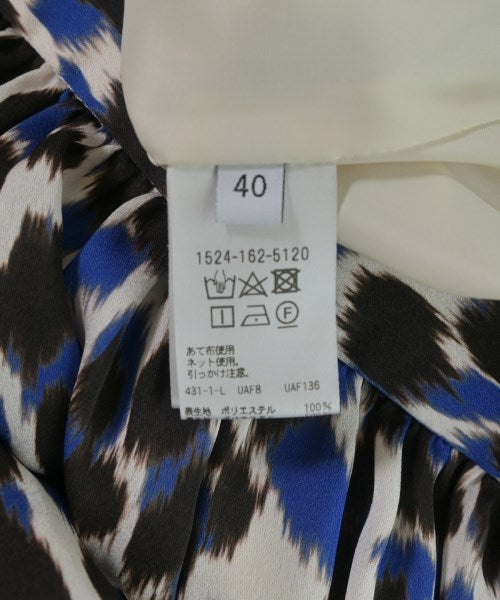 40
1524-162-5120
F
あて布使用
ネット使用。
引っかけ注意。
431-1-L UAF8 UAF136
表生地 ポリエステル 100%